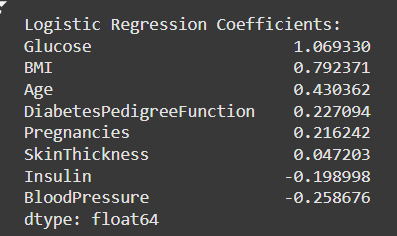 Logistic Regression Coefficients:
Glucose 1.069330
BMI 0.792371
Age 0.430362
DiabetesPedigreeFunction 0.227094
Pregnancies 0.216242
SkinThickness 0.047203
Insulin -0.198998
BloodPressure -0.258676
dtype: float64